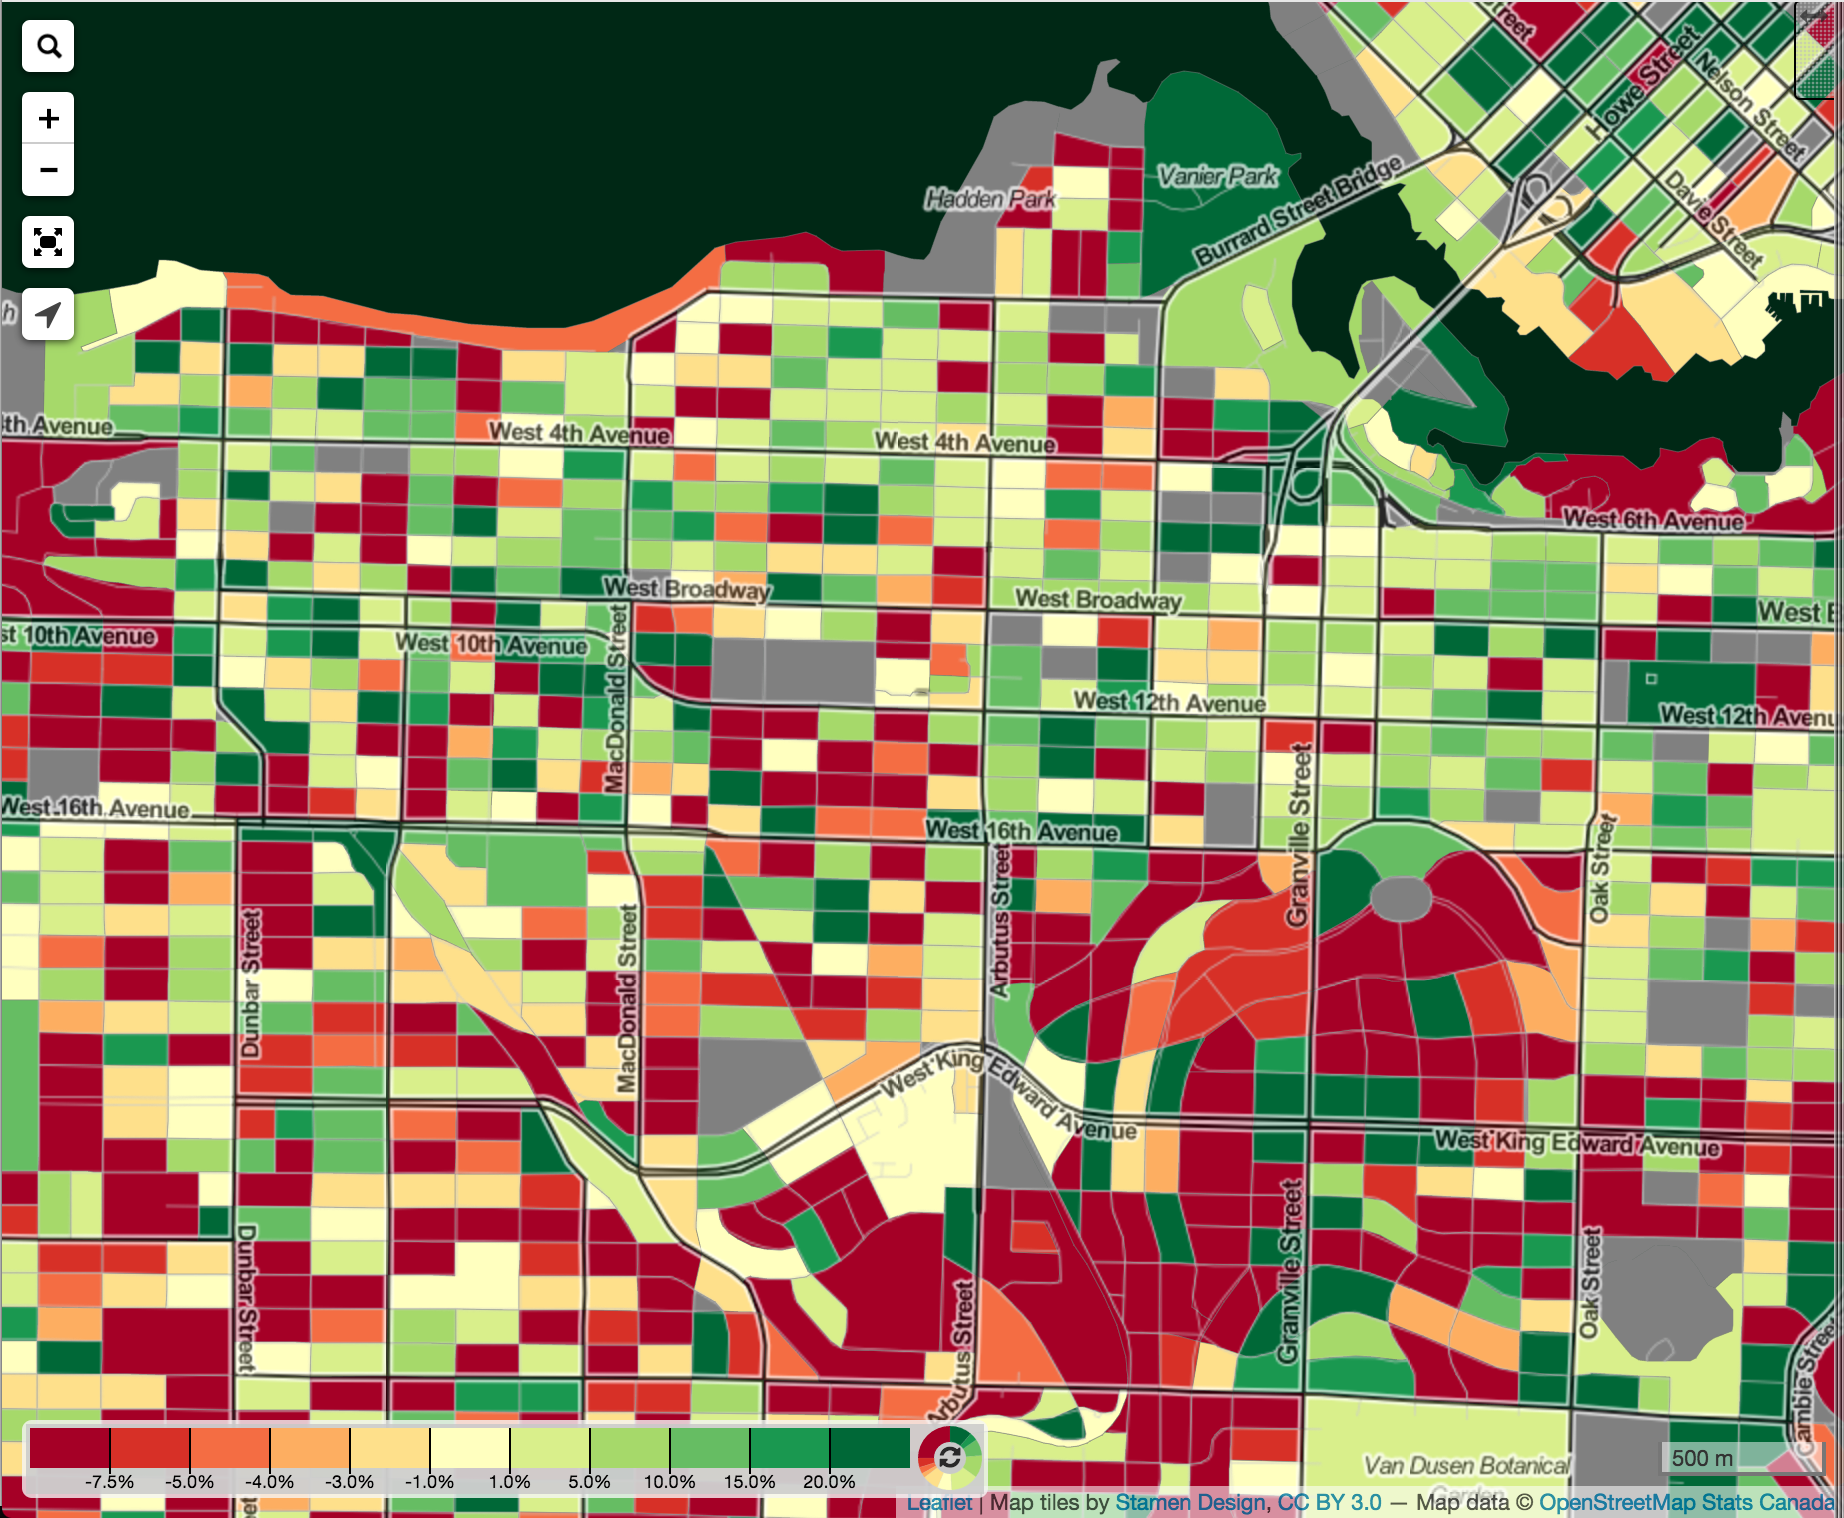 Street
Howe Street
Nelson Street
Davie Street
Hadden Park
Vanier Park
Burrard Street Bridge
+
−
h
4th Avenue
West 4th Avenue
West 4th Avenue
West 6th Avenue
West Broadway
West Broadway
West B
st 10th Avenue
West 10th Avenue
MacDonald Street
West 12th Avenue
West 12th Avenu
West 16th Avenue
West 16th Avenue
Granville Street
Oak Street
Arbutus Street
Dunbar Street
MacDonald Street
West King Edward Avenue
West King Edward Avenue
Granville Street
Dunbar Street
Oak Street
Arbutus Street
Cambie Street
Van Dusen Botanical
Garden
500 m
-7.5% -5.0% -4.0% -3.0% -1.0% 1.0% 5.0% 10.0% 15.0% 20.0%
Leaflet | Map tiles by Stamen Design, CC BY 3.0 — Map data © OpenStreetMap Stats Canada